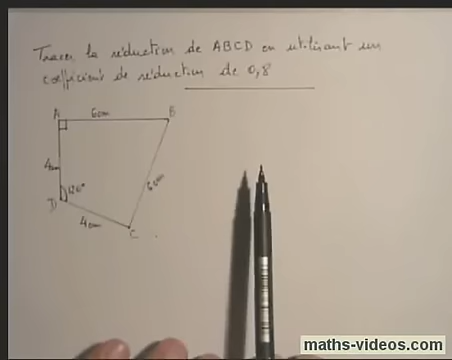 Tracer la réduction de ABCD en utilisant un
coefficient de réduction de 0,8
A 6cm B
4cm
6cm
D 120°
4cm
C
maths-videos.com